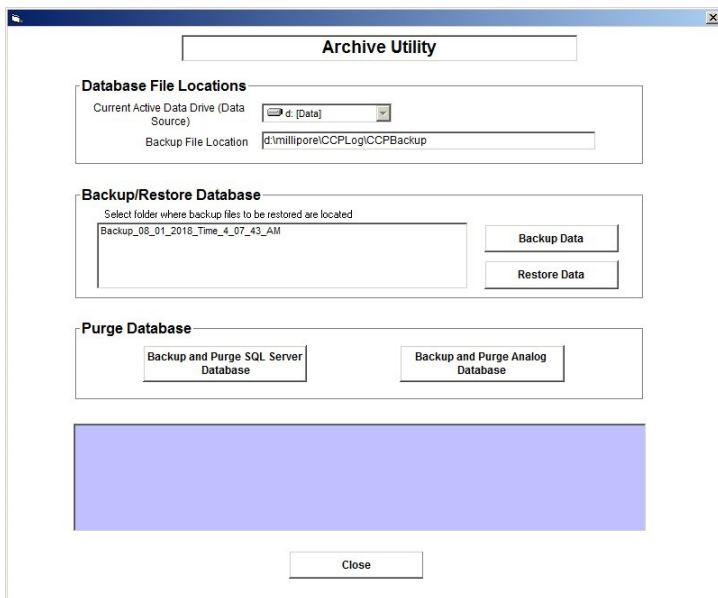 Archive Utility
Database File Locations
Current Active Data Drive (Data
Source)
d: [Data]
Backup File Location
d:\millipore\CCPLog\CCPBackup
Backup/Restore Database
Select folder where backup files to be restored are located
Backup_08_01_2018_Time_4_07_43_AM
Backup Data
Restore Data
Purge Database
Backup and Purge SQL Server
Database
Backup and Purge Analog
Database
Close